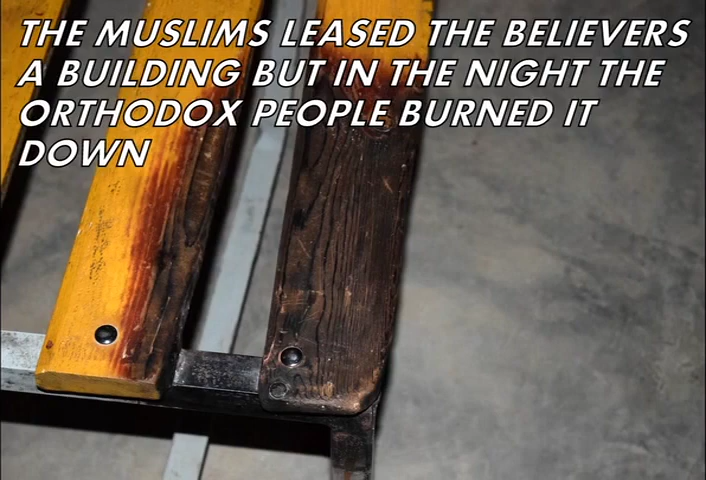 THE MUSLIMS LEASED THE BELIEVERS
A BUILDING BUT IN THE NIGHT THE
ORTHODOX PEOPLE BURNED IT
DOWN